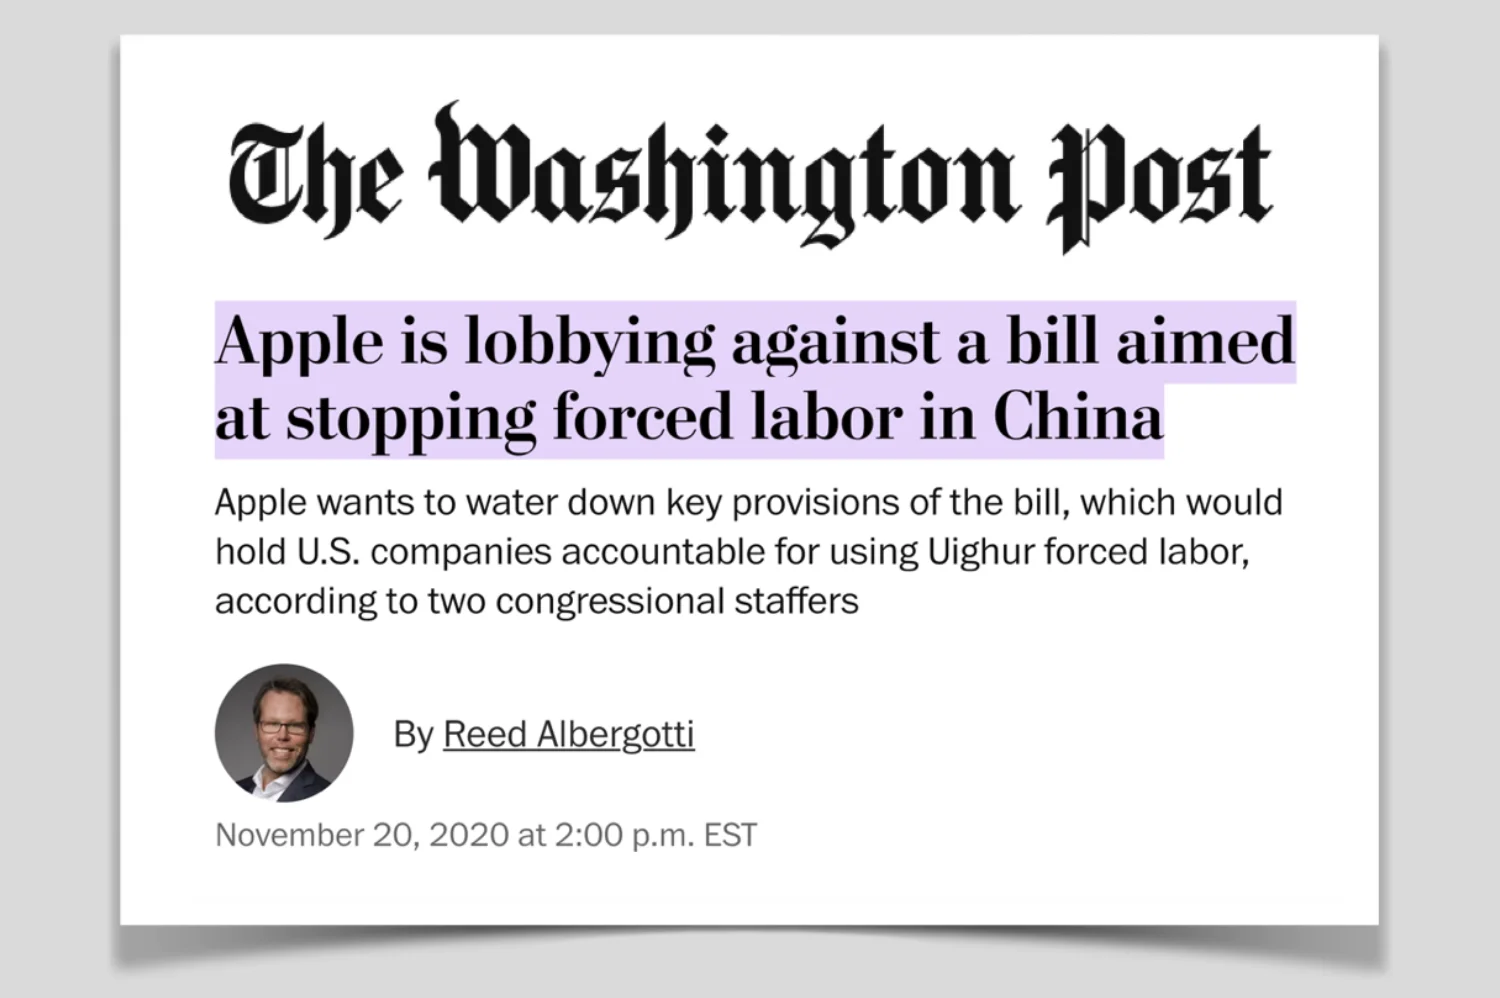 The Washington Post
Apple is lobbying against a bill aimed
at stopping forced labor in China
Apple wants to water down key provisions of the bill, which would
hold U.S. companies accountable for using Uighur forced labor,
according to two congressional staffers
By Reed Albergotti
November 20, 2020 at 2:00 p.m. EST